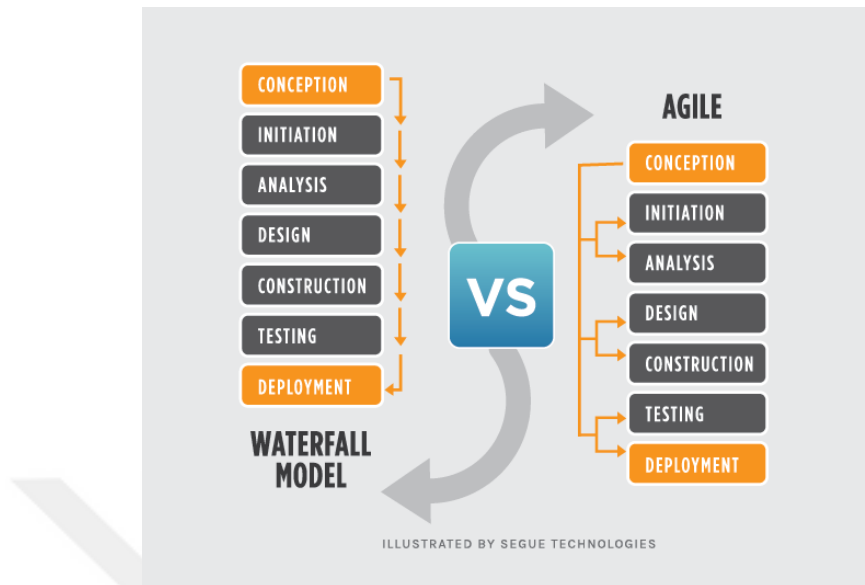 CONCEPTION
INITIATION
ANALYSIS
DESIGN
CONSTRUCTION
TESTING
DEPLOYMENT
WATERFALL
MODEL
VS
AGILE
CONCEPTION
INITIATION
ANALYSIS
DESIGN
CONSTRUCTION
TESTING
DEPLOYMENT
ILLUSTRATED BY SEGUE TECHNOLOGIES